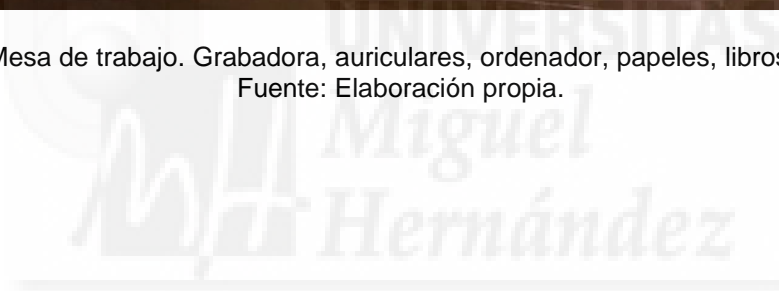 UNIVERSITAS
Mesa de trabajo. Grabadora, auriculares, ordenador, papeles, libros
Fuente: Elaboración propia.
Miguel
Hernández